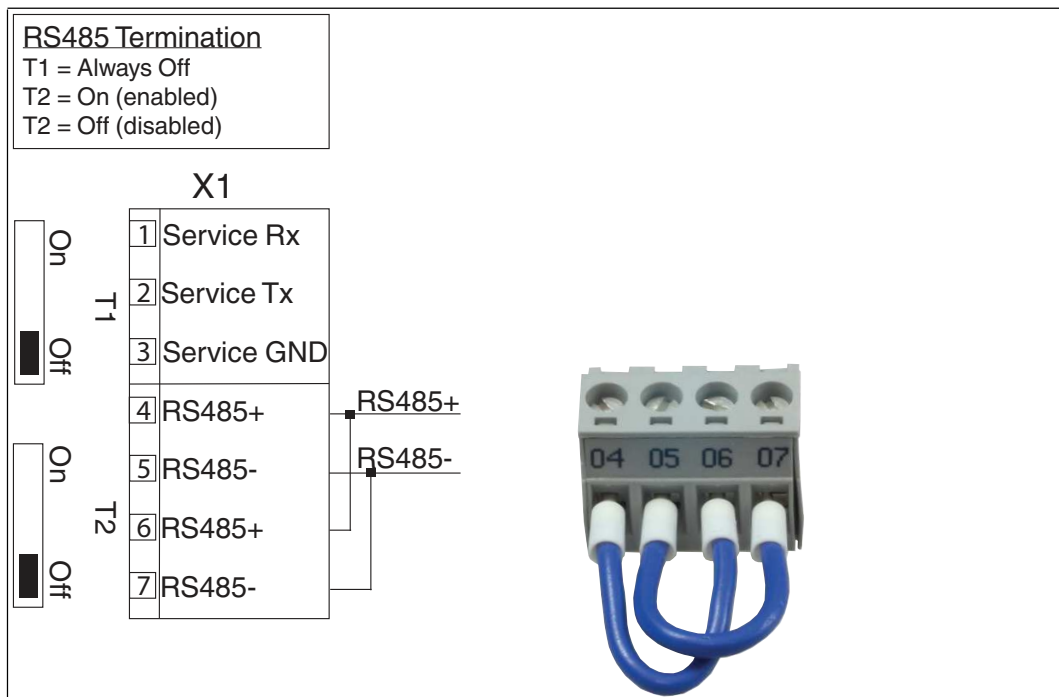 RS485 Termination
T1 = Always Off
T2 = On (enabled)
T2 = Off (disabled)
X1
On
Off
T1
1 Service Rx
2 Service Tx
3 Service GND
On
Off
T2
4 RS485+
5 RS485-
6 RS485+
7 RS485-
RS485+
RS485-
04 05 06 07